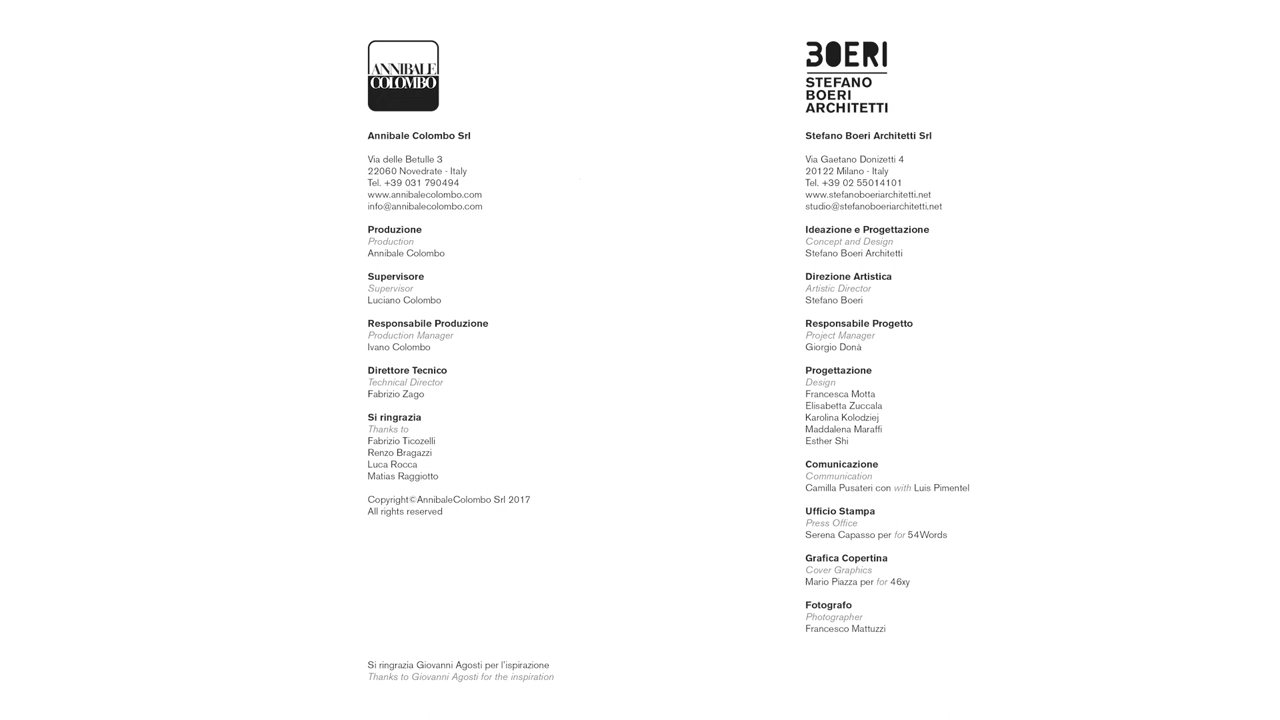 ANNIBALE
COLOMBO
Annibale Colombo Srl
Via delle Betulle 3
22060 Novedrate - Italy
Tel. +39 031 790494
www.annibalecolombo.com
info@annibalecolombo.com
Produzione
Production
Annibale Colombo
Supervisore
Supervisor
Luciano Colombo
Responsabile Produzione
Production Manager
Ivano Colombo
Direttore Tecnico
Technical Director
Fabrizio Zago
Si ringrazia
Thanks to
Fabrizio Ticozelli
Renzo Bragazzi
Luca Rocca
Matias Raggiotto
Copyright©AnnibaleColombo Srl 2017
All rights reserved
Si ringrazia Giovanni Agosti per l'ispirazione
Thanks to Giovanni Agosti for the inspiration
BOERI
STEFANO
BOERI
ARCHITETTI
Stefano Boeri Architetti Srl
Via Gaetano Donizetti 4
20122 Milano - Italy
Tel. +39 02 55014101
www.stefanoboeriarchitetti.net
studio@stefanoboeriarchitetti.net
Ideazione e Progettazione
Concept and Design
Stefano Boeri Architetti
Direzione Artistica
Artistic Director
Stefano Boeri
Responsabile Progetto
Project Manager
Giorgio Donà
Progettazione
Design
Francesca Motta
Elisabetta Zuccala
Karolina Kolodziej
Maddalena Maraffi
Esther Shi
Comunicazione
Communication
Camilla Pusateri con with Luis Pimentel
Ufficio Stampa
Press Office
Serena Capasso per for 54Words
Grafica Copertina
Cover Graphics
Mario Piazza per for 46xy
Fotografo
Photographer
Francesco Mattuzzi